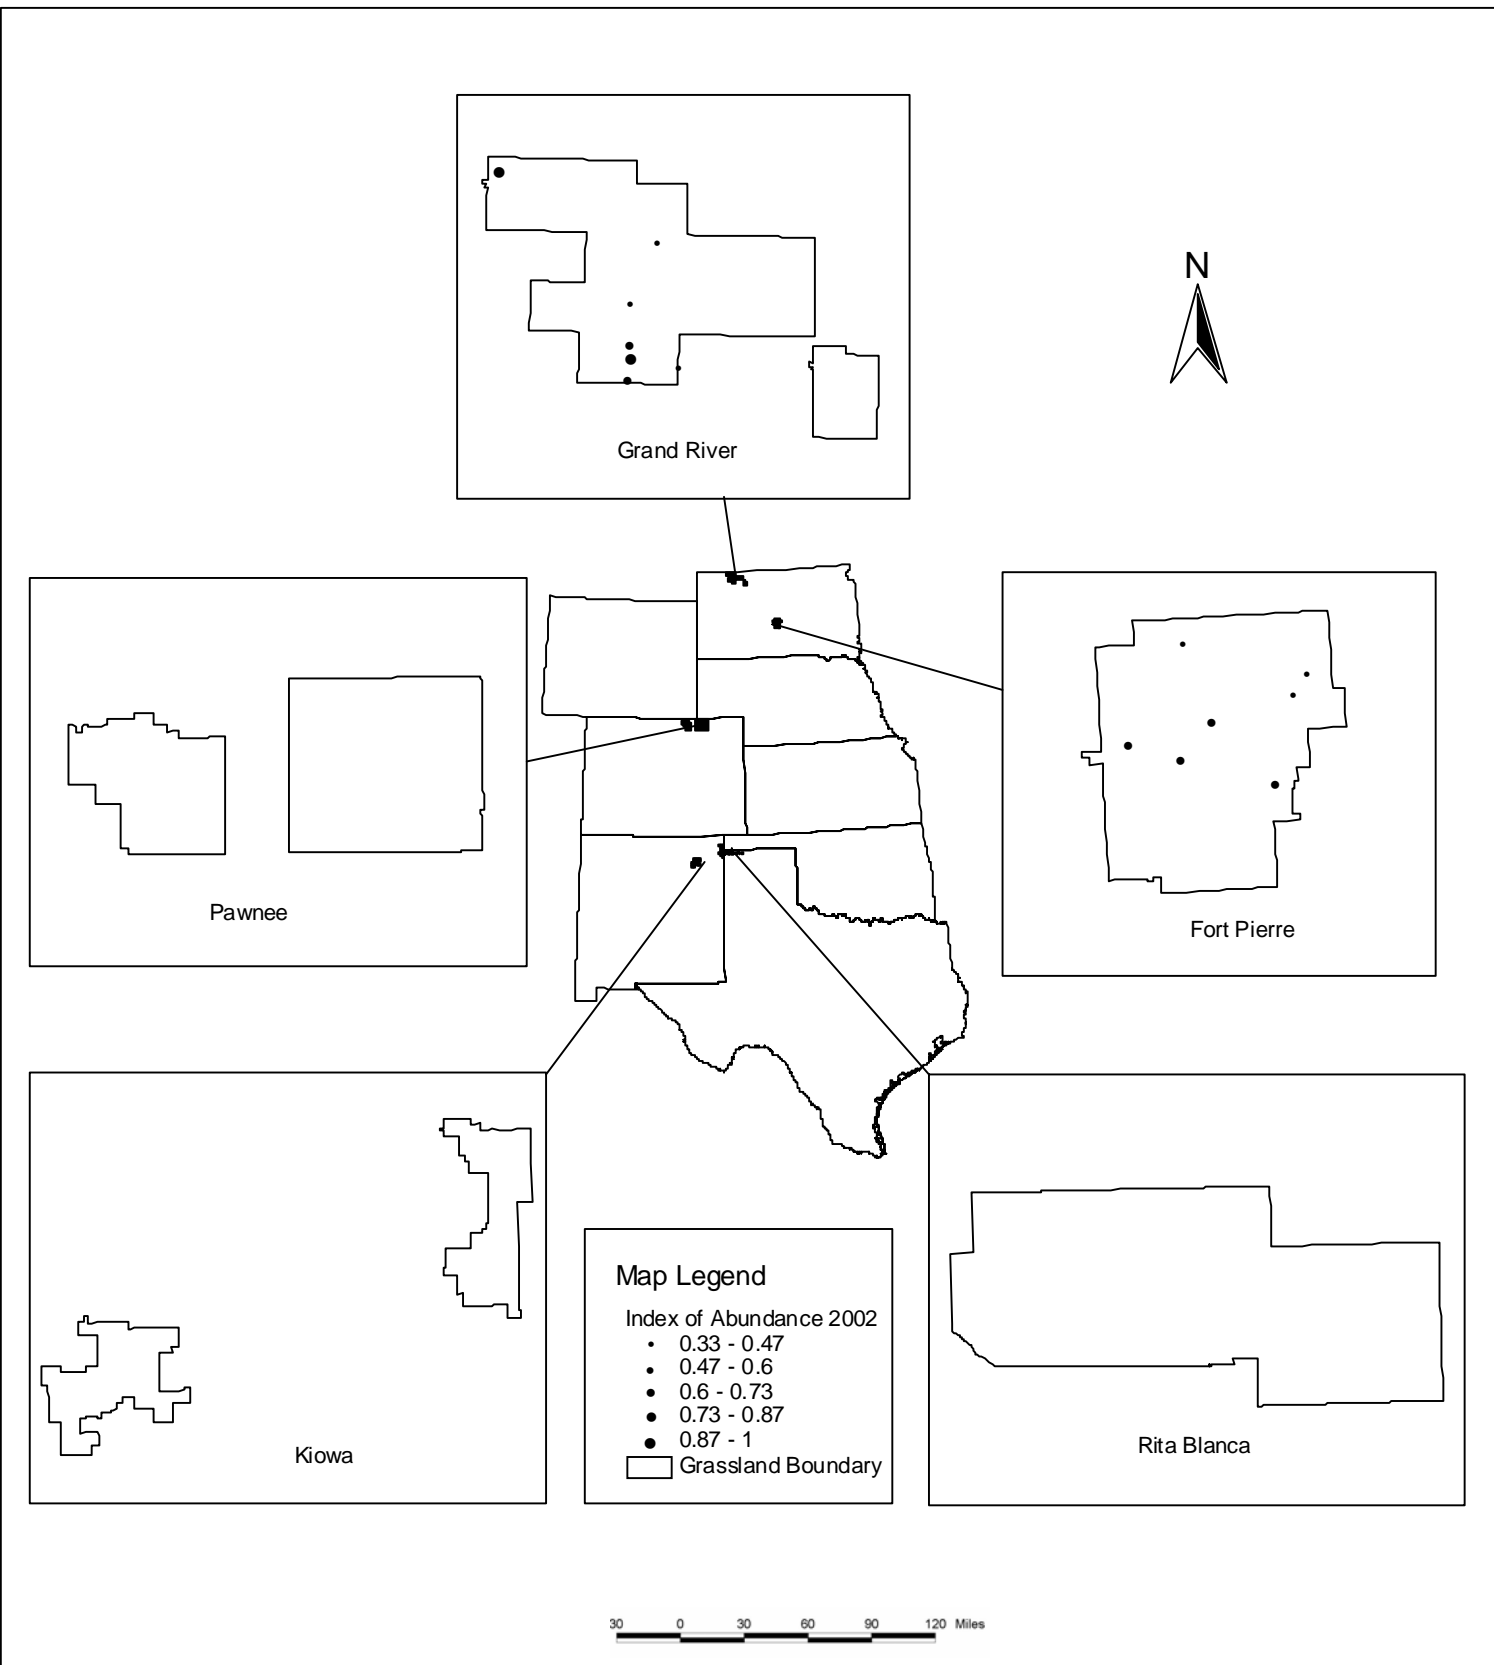 Grand River
N
Pawnee
Fort Pierre
Kiowa
Map Legend
Index of Abundance 2002
0.33 - 0.47
0.47 - 0.6
0.6 - 0.73
0.73 - 0.87
0.87 - 1
Grassland Boundary
Rita Blanca
30 0 30 60 90 120 Miles